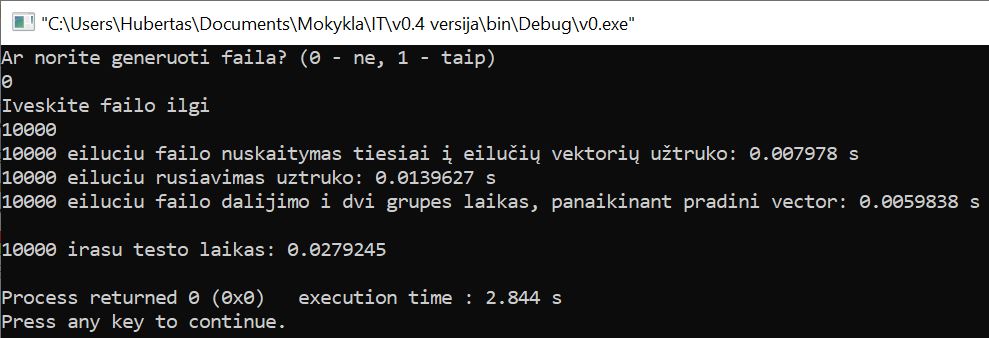 "C:\Users\Hubertas\Documents\Mokykla\IT\v0.4 versija\bin\Debug\v0.exe"
Ar norite generuoti faila? (0 - ne, 1 - taip)
0
Iveskite failo ilgi
10000
10000 eiluciu failo nuskaitymas tiesiai į eilučių vektorių užtruko: 0.007978 s
10000 eiluciu rusiavimas uztruko: 0.0139627 s
10000 eiluciu failo dalijimo i dvi grupes laikas, panaikinant pradini vector: 0.0059838 s
10000 irasu testo laikas: 0.0279245
Process returned 0 (0x0)   execution time : 2.844 s
Press any key to continue.